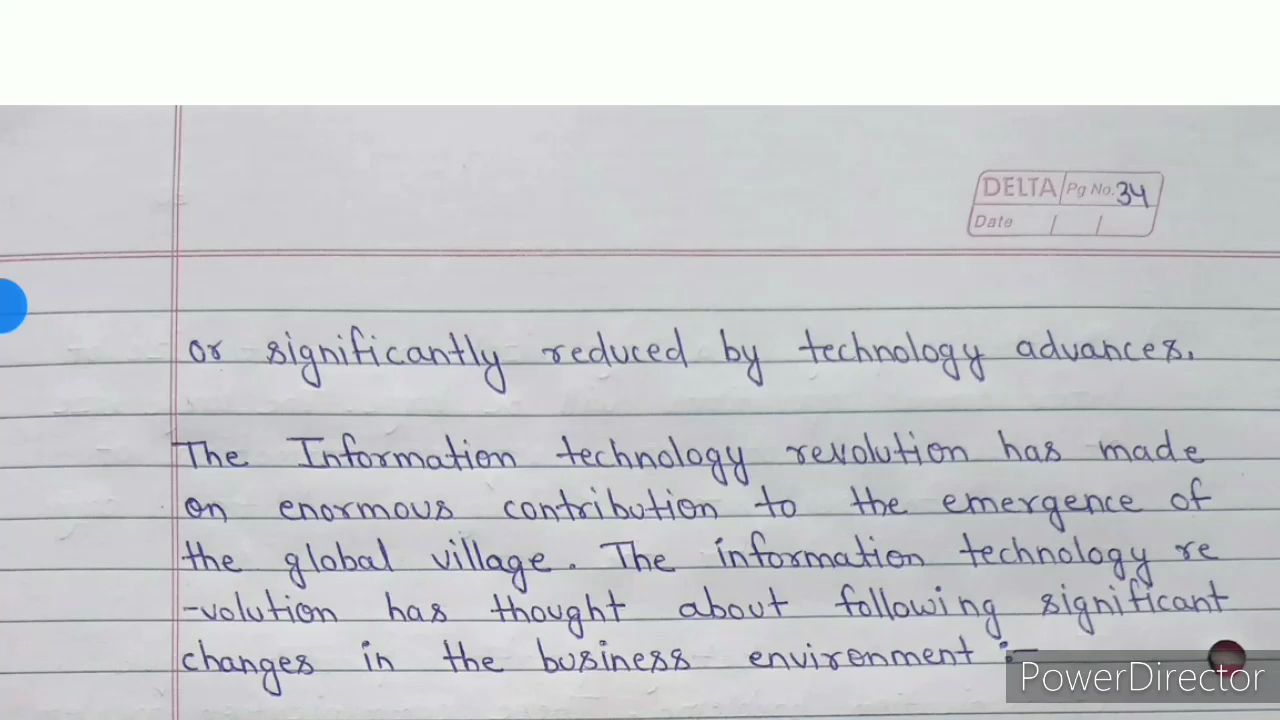 DELTA Pg No. 34
Date / /
or significantly reduced by technology advances.
The Information technology revolution has made
on enormous contribution to the emergence of
the global village. The information technology re
-volution has thought about following significant
changes in the business environment :-
PowerDirector